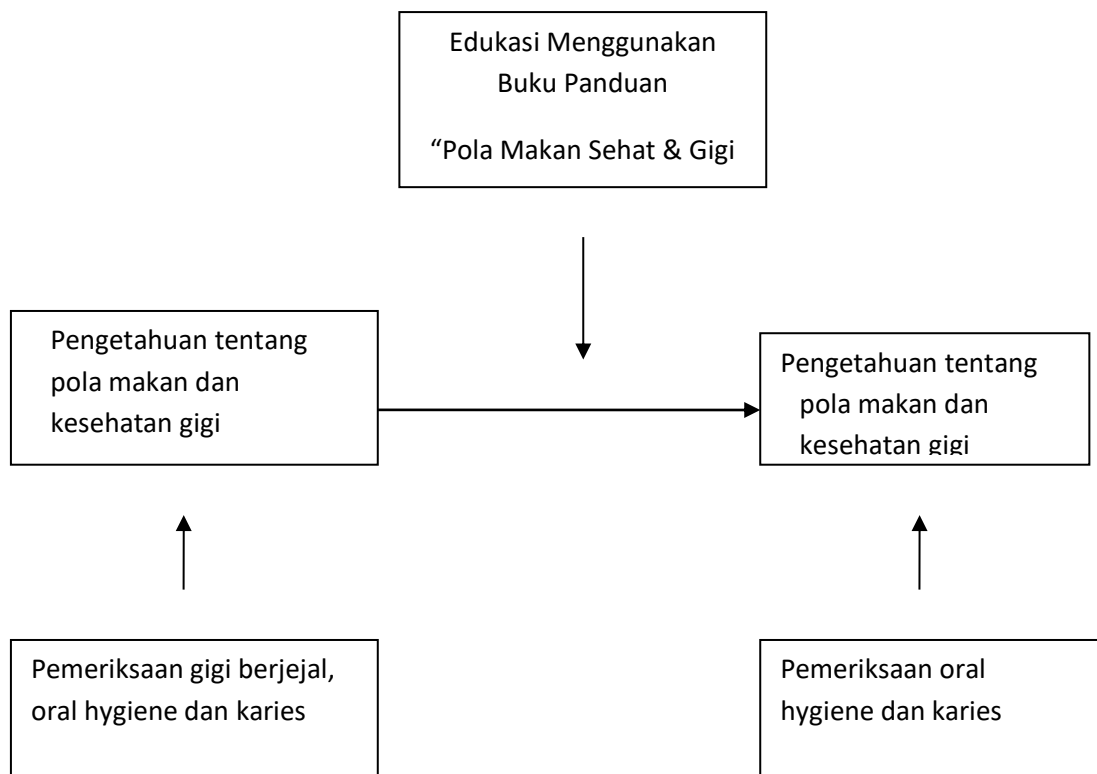 Edukasi Menggunakan
Buku Panduan
“Pola Makan Sehat & Gigi
Pengetahuan tentang
pola makan dan
kesehatan gigi
Pengetahuan tentang
pola makan dan
kesehatan gigi
Pemeriksaan gigi berjejal,
oral hygiene dan karies
Pemeriksaan oral
hygiene dan karies